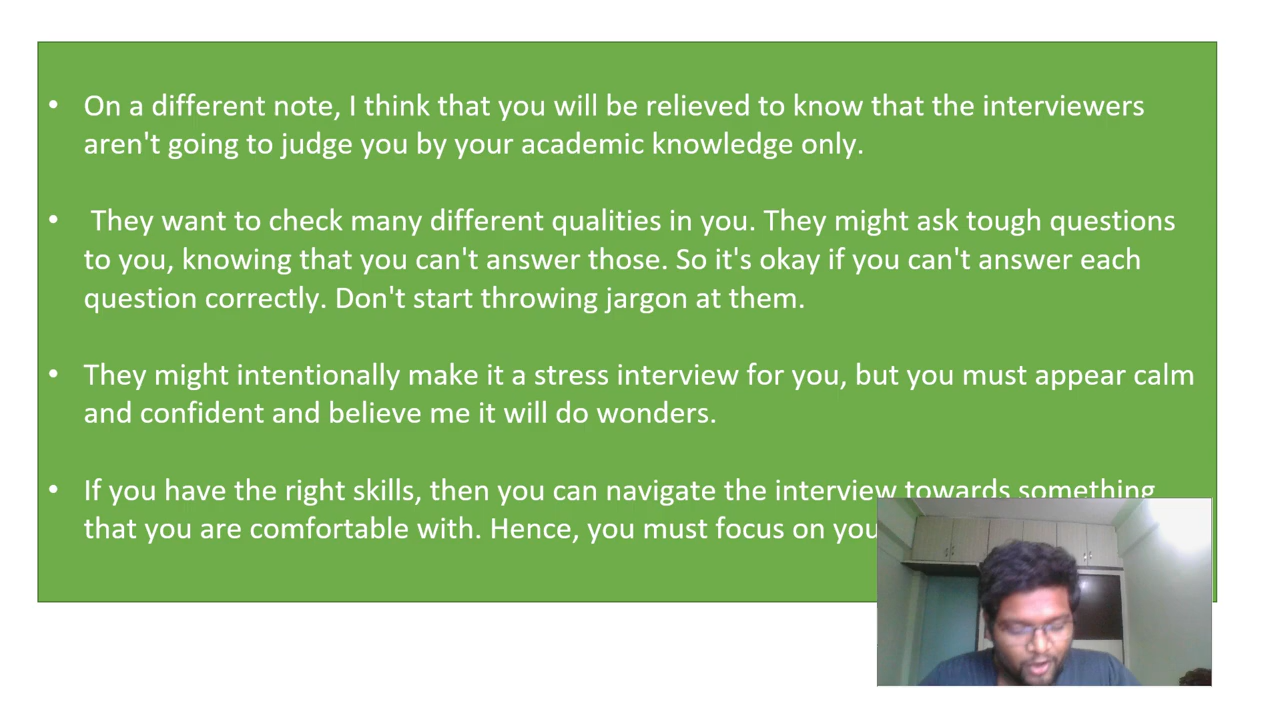 • On a different note, I think that you will be relieved to know that the interviewers
aren't going to judge you by your academic knowledge only.
• They want to check many different qualities in you. They might ask tough questions
to you, knowing that you can't answer those. So it's okay if you can't answer each
question correctly. Don't start throwing jargon at them.
• They might intentionally make it a stress interview for you, but you must appear calm
and confident and believe me it will do wonders.
• If you have the right skills, then you can navigate the interview towards something
that you are comfortable with. Hence, you must focus on